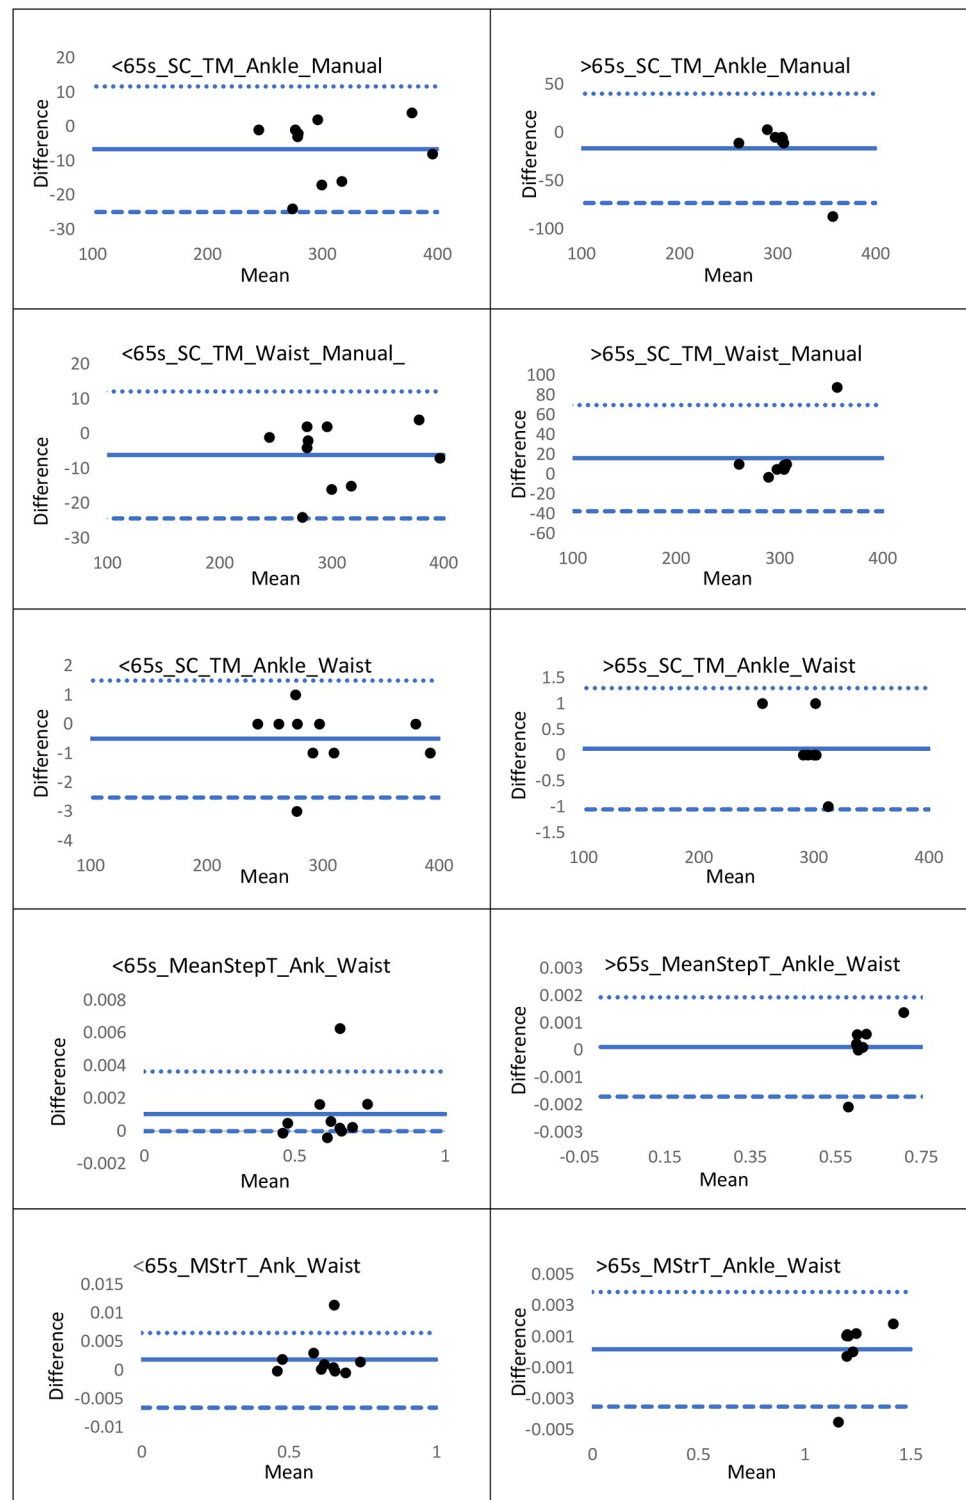 <65s_SC_TM_Ankle_Manual
20
10
0
-10
-20
-30
Difference
100 200 300 400
Mean
>65s_SC_TM_Ankle_Manual
50
0
-50
-100
Difference
100 200 300 400
Mean
<65s_SC_TM_Waist_Manual_
20
10
0
-10
-20
-30
Difference
100 200 300 400
Mean
>65s_SC_TM_Waist_Manual
100
80
60
40
20
0
-20
-40
-60
Difference
100 200 300 400
Mean
<65s_SC_TM_Ankle_Waist
2
1
0
-1
-2
-3
-4
Difference
100 200 300 400
Mean
>65s_SC_TM_Ankle_Waist
1.5
1
0.5
0
-0.5
-1
-1.5
Difference
100 200 300 400
Mean
<65s_MeanStepT_Ank_Waist
0.008
0.006
0.004
0.002
0
-0.002
Difference
0 0.5 1
Mean
>65s_MeanStepT_Ankle_Waist
0.003
0.002
0.001
0
-0.001
-0.002
-0.003
Difference
-0.05 0.15 0.35 0.55 0.75
Mean
<65s_MStrT_Ank_Waist
0.015
0.01
0.005
0
-0.005
-0.01
Difference
0 0.5 1
Mean
>65s_MStrT_Ankle_Waist
0.005
0.003
0.001
-0.001
-0.003
-0.005
Difference
0 0.5 1 1.5
Mean